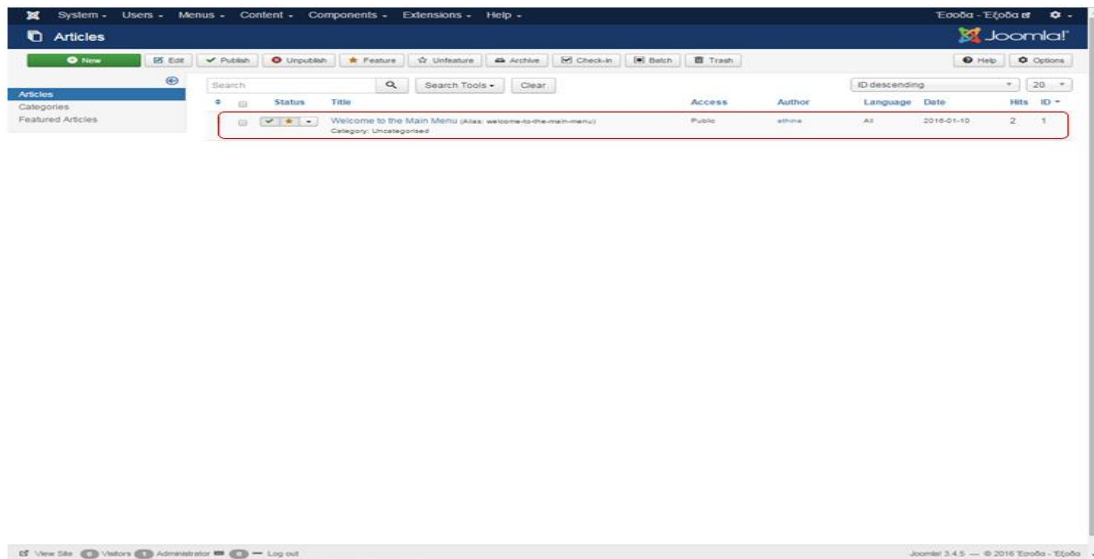 System Users Menus Content Components Extensions Help Έσοδα - Έξοδα
Articles Joomla!
New Edit Publish Unpublish Feature Unfeature Archive Check-in Batch Trash Help Options
Search Search Tools Clear ID descending 20
Articles
Categories
Featured Articles
Status Title Access Author Language Date Hits ID
Welcome to the Main Menu (Alias: welcome-to-the-main-menu) Public athina All 2016-01-10 2 1
Category: Uncategorised
View Site 0 Visitors 1 Administrator 0 Log out Joomla! 3.4.5 — © 2016 Έσοδα - Έξοδα